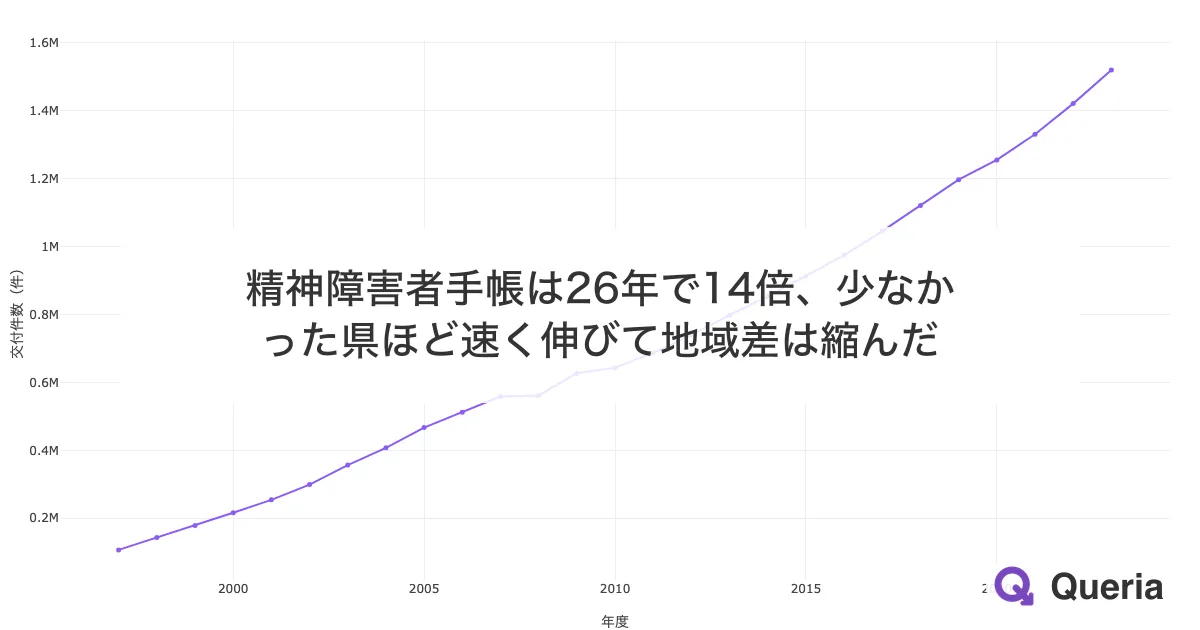 1.6M
1.4M
1.2M
1M
0.8M
0.6M
0.4M
0.2M
交付件数（件）
精神障害者手帳は26年で14倍、少なか
った県ほど速く伸びて地域差は縮んだ
2000
2005
2010
2015
年度
Queria